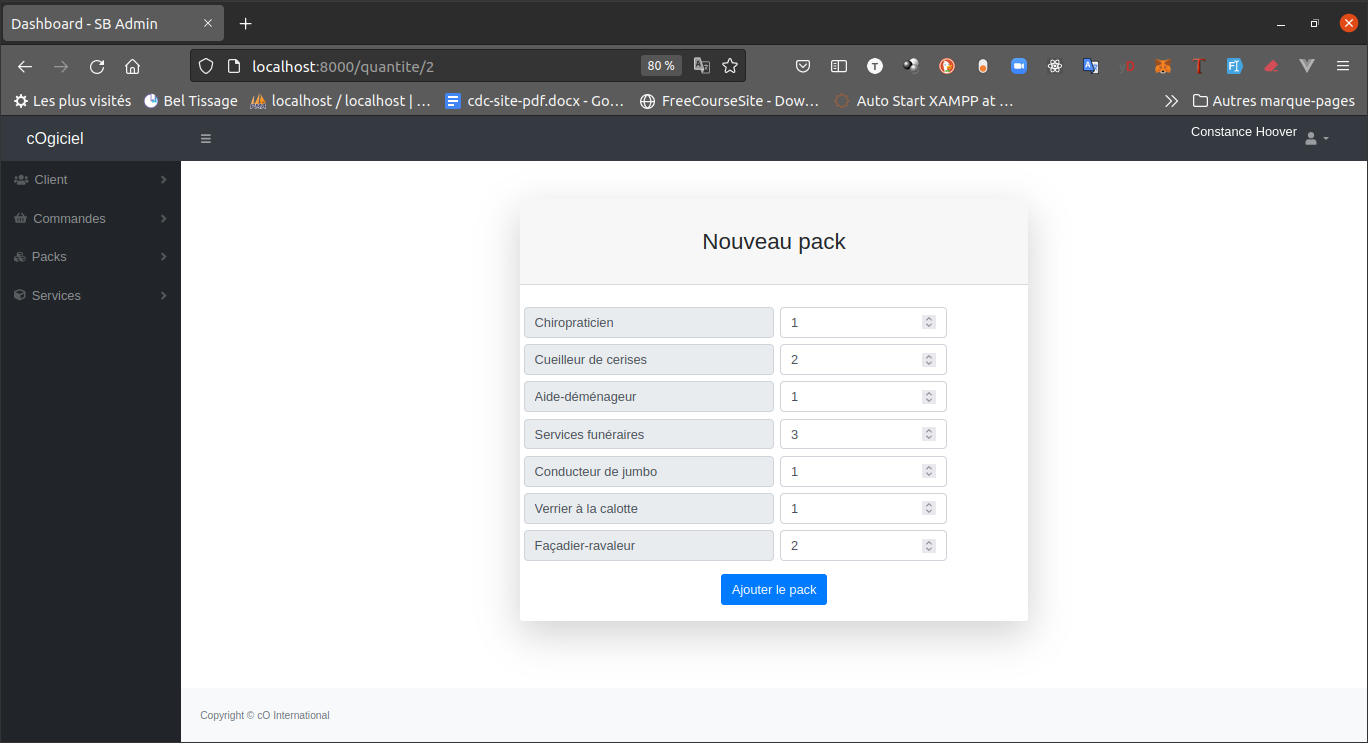 Dashboard - SB Admin
localhost:8000/quantite/2
80 %
Les plus visités
Bel Tissage
localhost / localhost | …
cdc-site-pdf.docx - Go…
FreeCourseSite - Dow…
Auto Start XAMPP at …
Autres marque-pages
cOgiciel
Constance Hoover
Client
Commandes
Packs
Services
Nouveau pack
Chiropraticien 1
Cueilleur de cerises 2
Aide-déménageur 1
Services funéraires 3
Conducteur de jumbo 1
Verrier à la calotte 1
Façadier-ravaleur 2
Ajouter le pack
Copyright © cO International